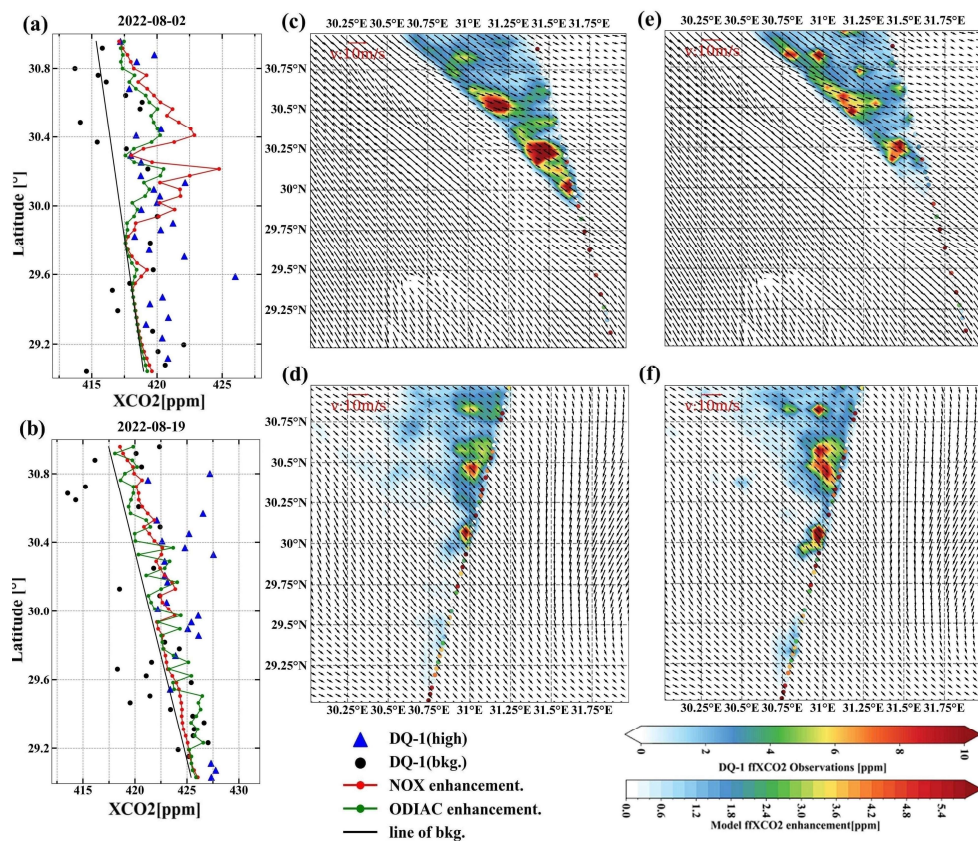 (a)
2022-08-02
30.8
30.4
30.0
29.6
29.2
Latitude [°]
415
420
425
XCO2[ppm]
(b)
2022-08-19
30.8
30.4
30.0
29.6
29.2
Latitude [°]
415
420
425
430
XCO2[ppm]
(c)
30.25°E 30.5°E 30.75°E 31°E 31.25°E 31.5°E 31.75°E
v:10m/s
30.75°N
30.5°N
30.25°N
30°N
29.75°N
29.5°N
29.25°N
(e)
30.25°E 30.5°E 30.75°E 31°E 31.25°E 31.5°E 31.75°E
v:10m/s
(d)
v:10m/s
30.75°N
30.5°N
30.25°N
30°N
29.75°N
29.5°N
29.25°N
30.25°E 30.5°E 30.75°E 31°E 31.25°E 31.5°E 31.75°E
(f)
v:10m/s
30.25°E 30.5°E 30.75°E 31°E 31.25°E 31.5°E 31.75°E
DQ-1(high)
DQ-1(bkg.)
NOX enhancement.
ODIAC enhancement.
line of bkg.
0 2 4 6 8 10
DQ-1 ffXCO2 Observations [ppm]
0.0 0.6 1.2 1.8 2.4 3.0 3.6 4.2 4.8 5.4
Model ffXCO2 enhancement[ppm]